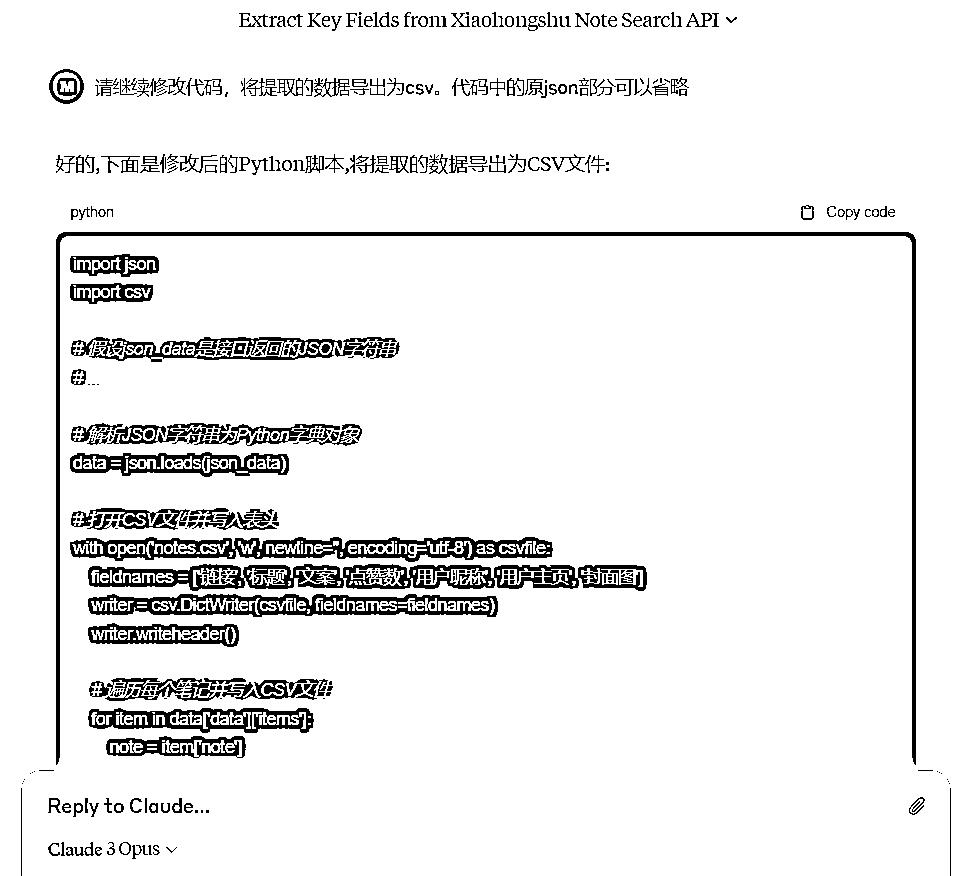 Extract Key Fields from Xiaohongshu Note Search API
M
请继续修改代码，将提取的数据导出为csv。代码中的原json部分可以省略
好的,下面是修改后的Python脚本,将提取的数据导出为CSV文件:
python
Copy code
import json
import csv
# 假设json_data是接口返回的JSON字符串
# ...
# 解析JSON字符串为Python字典对象
data = json.loads(json_data)
# 打开CSV文件并写入表头
with open('notes.csv', 'w', newline='', encoding='utf-8') as csvfile:
fieldnames = ['链接', '标题', '文案', '点赞数', '用户昵称', '用户主页', '封面图']
writer = csv.DictWriter(csvfile, fieldnames=fieldnames)
writer.writeheader()
# 遍历每个笔记并写入CSV文件
for item in data['data']['items']:
note = item['note']
Reply to Claude...
Claude 3 Opus